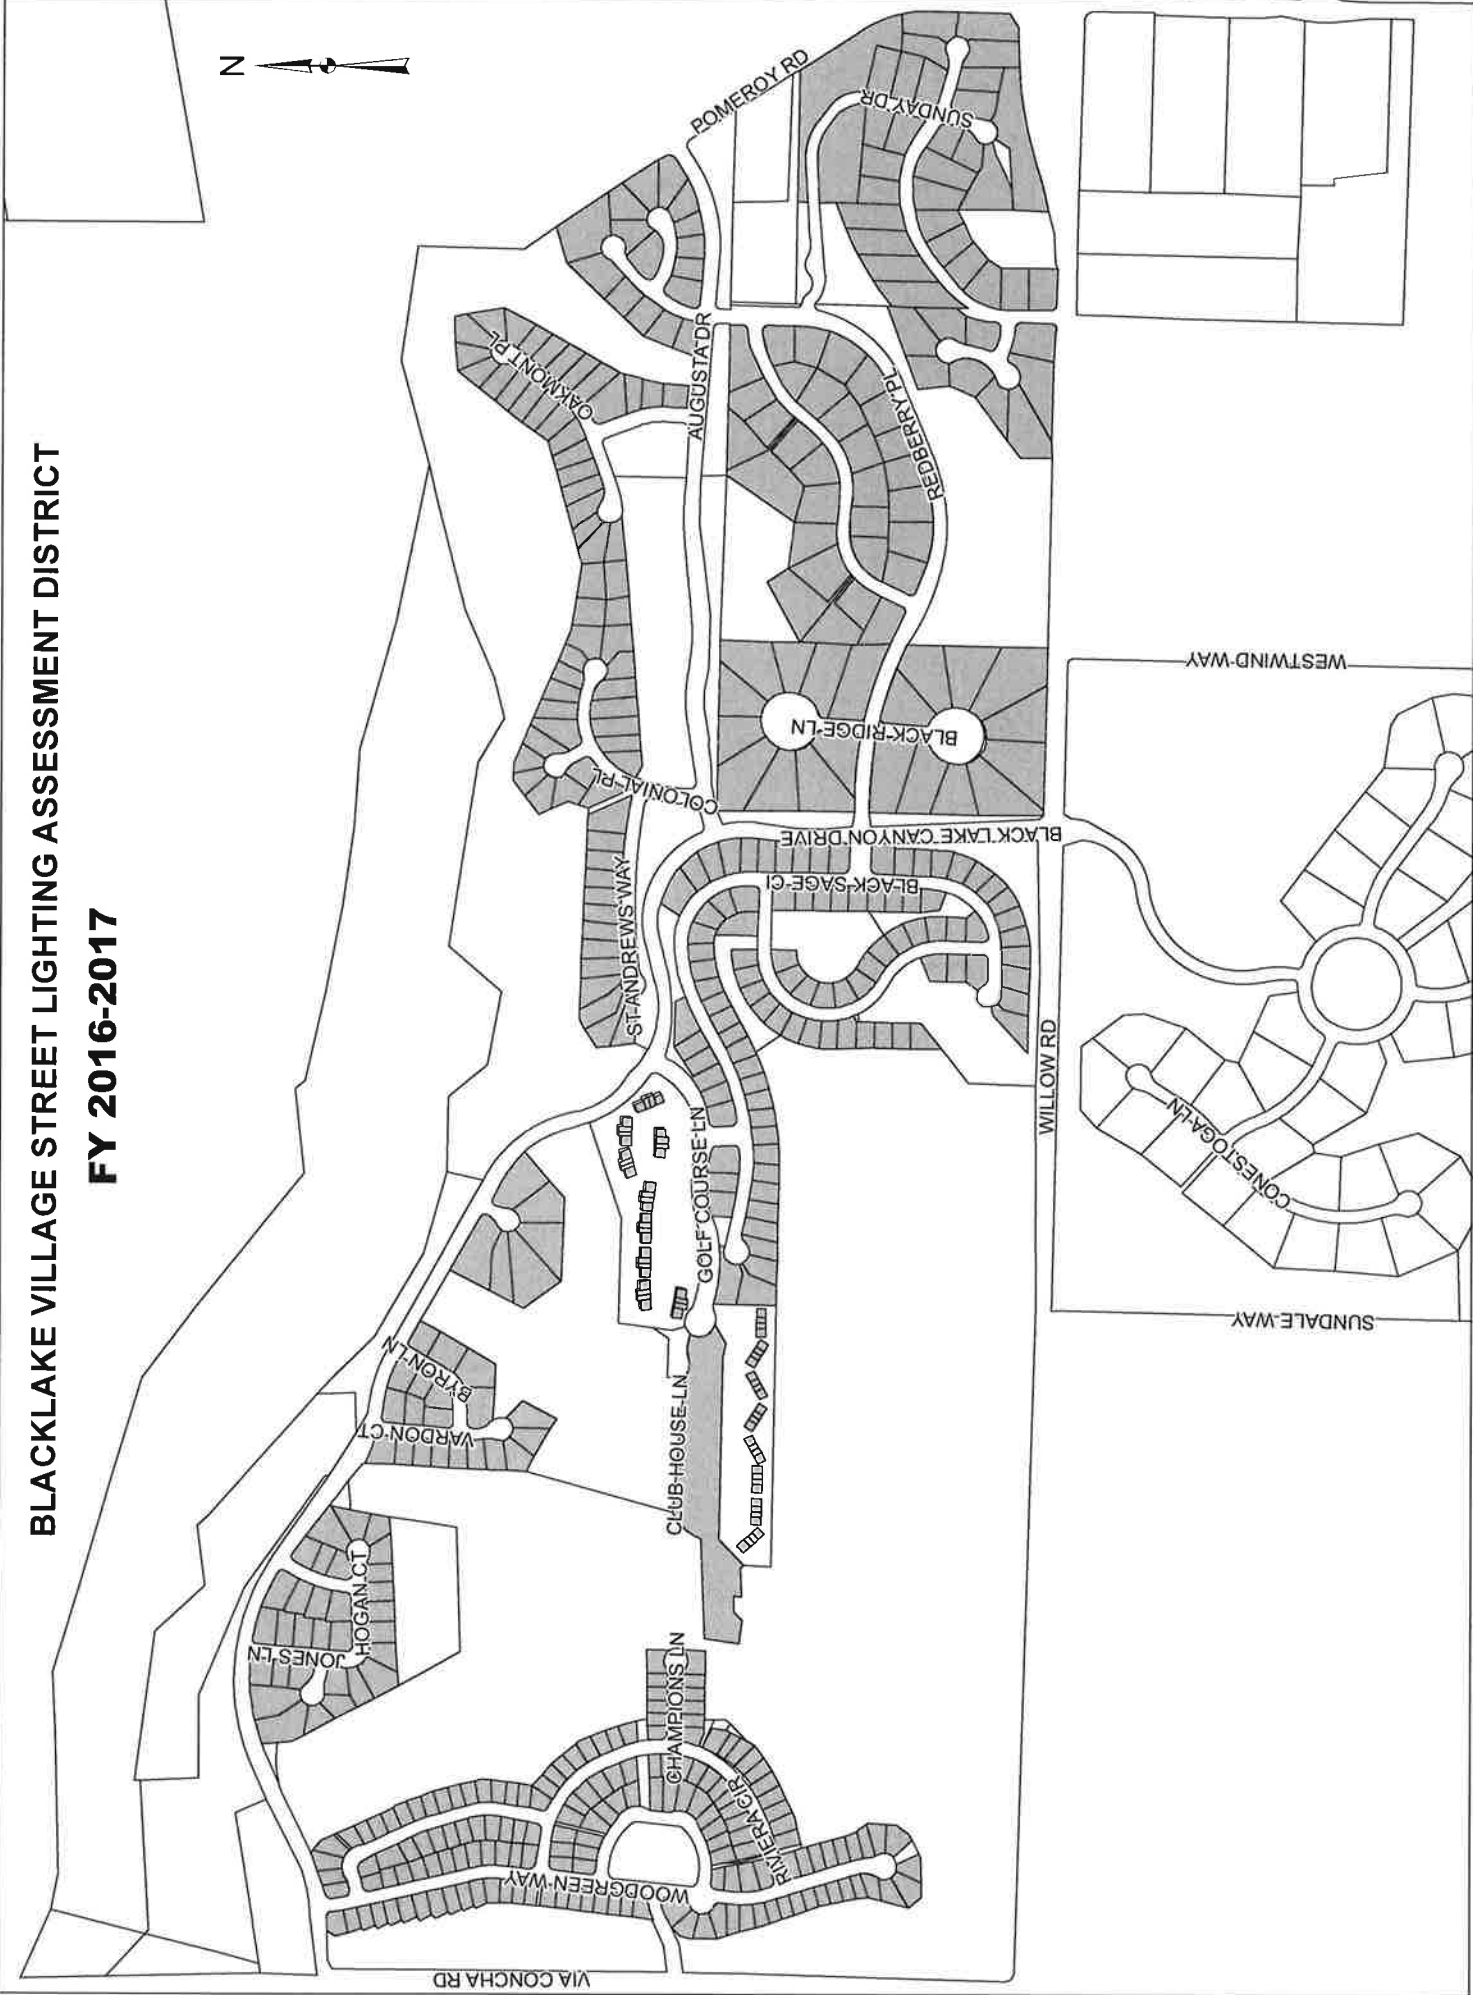 BLACKLAKE VILLAGE STREET LIGHTING ASSESSMENT DISTRICT
FY 2016-2017
N
POMEROY RD
SUNDAY DR
OAKMONT PL
AUGUSTA DR
REDBERRY PL
WESTWIND WAY
BLACK RIDGE LN
COLONIAL PL
BLACK LAKE CANYON DRIVE
BLACK SAGE CI
ST ANDREWS WAY
WILLOW RD
GOLF COURSE LN
CONESTOGA LN
SUNDALE WAY
BYRON LN
VARDON CT
CLUB HOUSE LN
HOGAN CT
JONES LN
CHAMPIONS LN
RIVIERA CIR
WOODGREEN WAY
VIA CONCHA RD